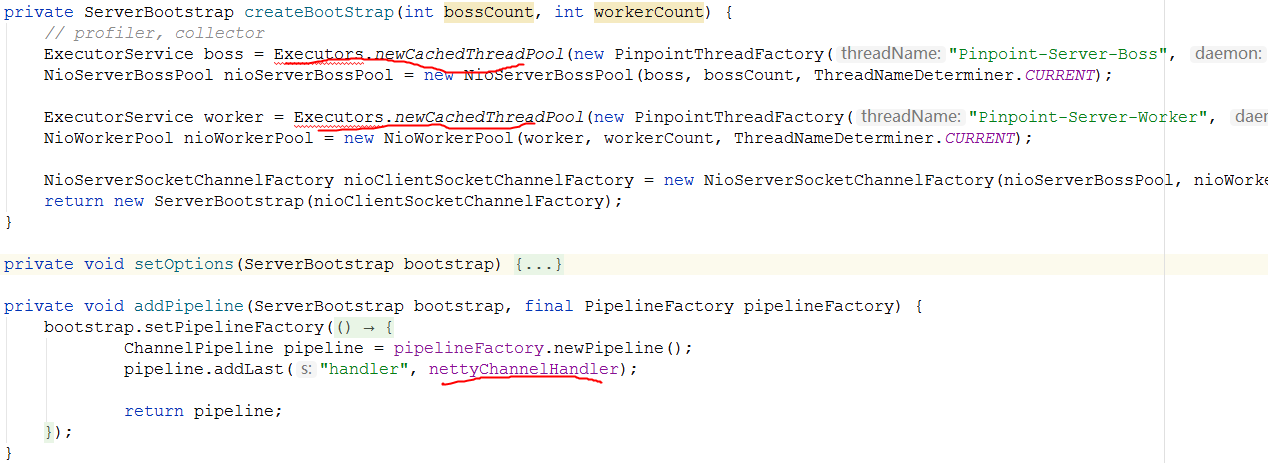 private ServerBootstrap createBootStrap(int bossCount, int workerCount) {
// profiler, collector
ExecutorService boss = Executors.newCachedThreadPool(new PinpointThreadFactory( threadName: "Pinpoint-Server-Boss", daemon:
NioServerBossPool nioServerBossPool = new NioServerBossPool(boss, bossCount, ThreadNameDeterminer.CURRENT);
ExecutorService worker = Executors.newCachedThreadPool(new PinpointThreadFactory( threadName: "Pinpoint-Server-Worker", daem
NioWorkerPool nioWorkerPool = new NioWorkerPool(worker, workerCount, ThreadNameDeterminer.CURRENT);
NioServerSocketChannelFactory nioClientSocketChannelFactory = new NioServerSocketChannelFactory(nioServerBossPool, nioWorke
return new ServerBootstrap(nioClientSocketChannelFactory);
}
private void setOptions(ServerBootstrap bootstrap) {...}
private void addPipeline(ServerBootstrap bootstrap, final PipelineFactory pipelineFactory) {
bootstrap.setPipelineFactory(() → {
ChannelPipeline pipeline = pipelineFactory.newPipeline();
pipeline.addLast( s: "handler", nettyChannelHandler);
return pipeline;
});
}